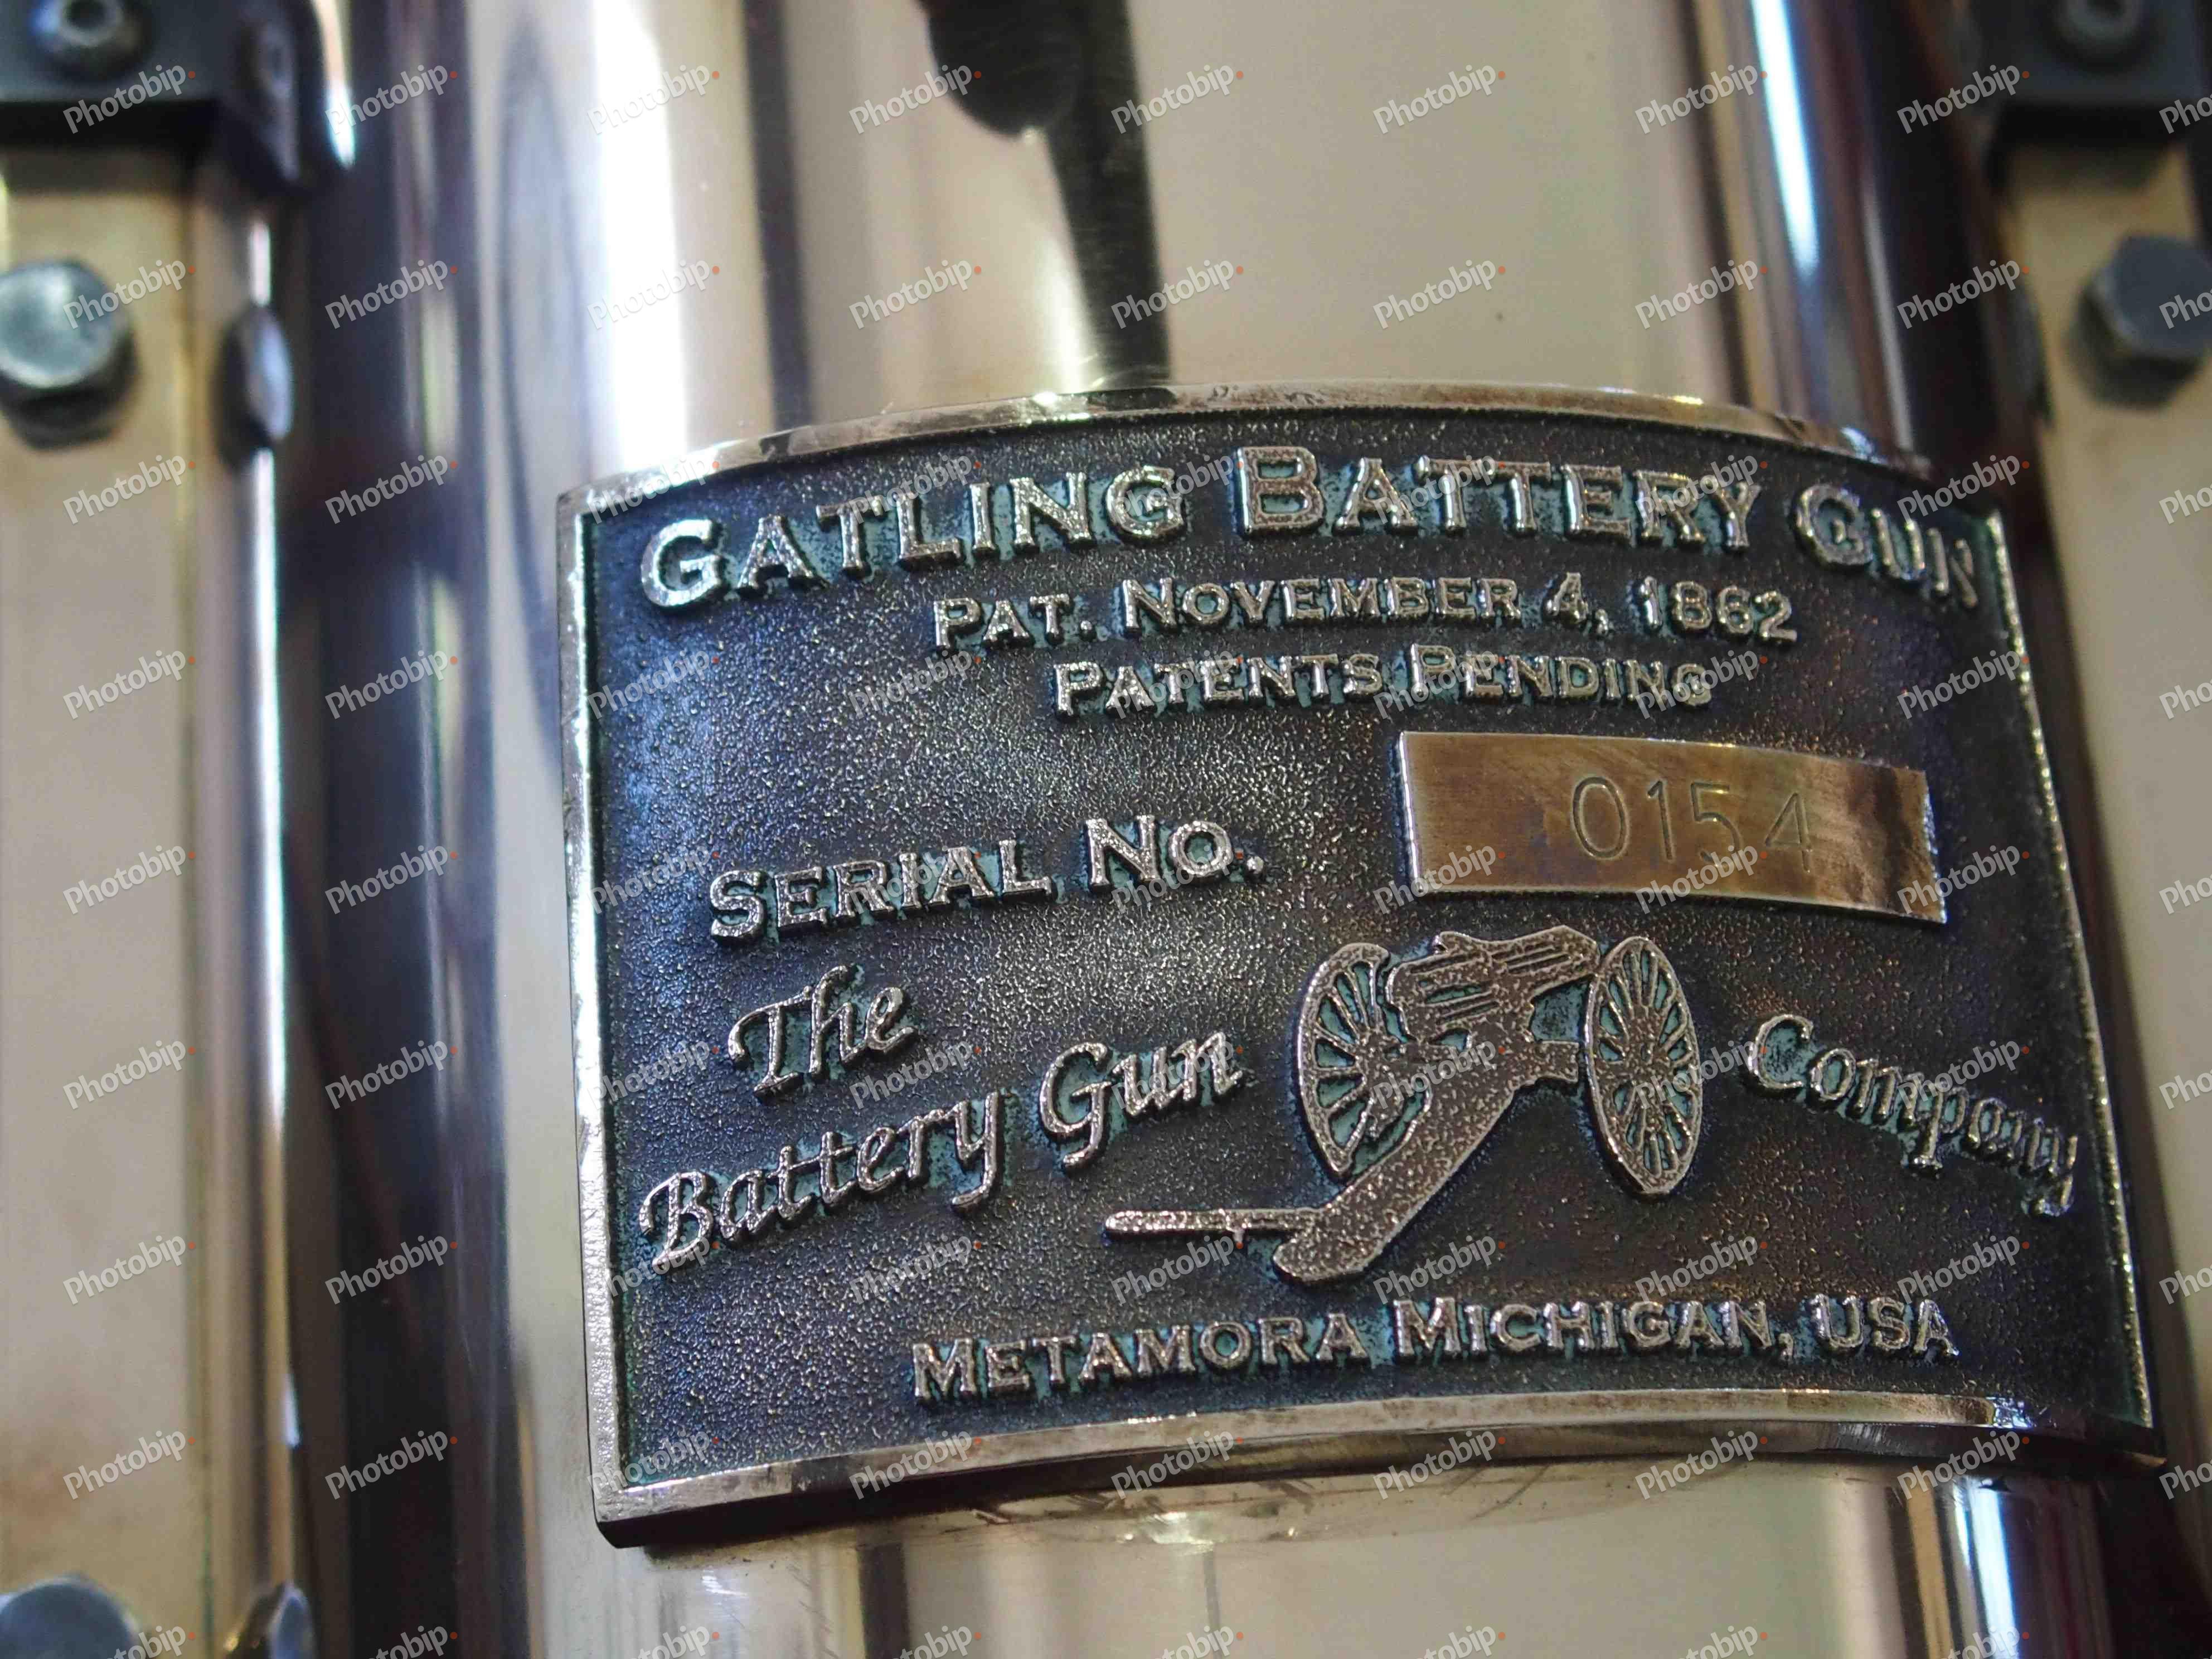 GATLING BATTERY GUN
PAT. NOVEMBER 4, 1862
PATENTS PENDING
SERIAL NO. 0154
The
Battery Gun Company
METAMORA MICHIGAN, USA
Photobip